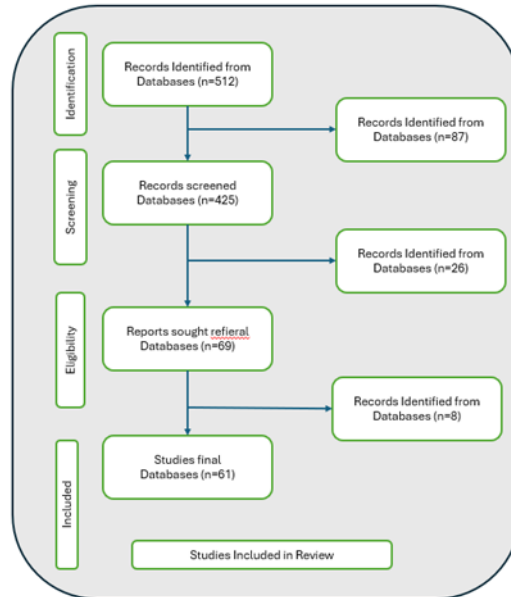 Identification
Records Identified from
Databases (n=512)
Records Identified from
Databases (n=87)
Screening
Records screened
Databases (n=425)
Records Identified from
Databases (n=26)
Eligibility
Reports sought refieral
Databases (n=69)
Records Identified from
Databases (n=8)
Included
Studies final
Databases (n=61)
Studies Included in Review